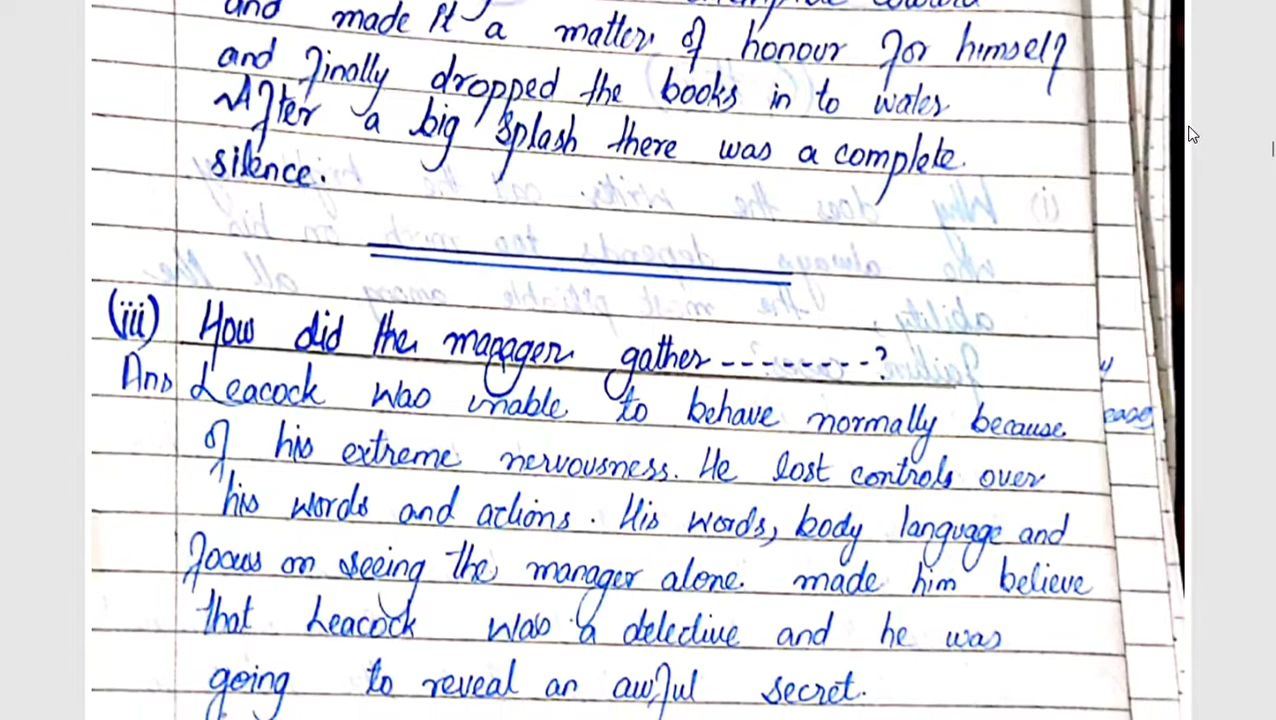 and made it a matter of honour for himself
and finally dropped the books in to water
After a big splash there was a complete.
silence.
(iii) How did the manager gather --------?
Ans Leacock was unable to behave normally because
of his extreme nervousness. He lost controls over
his words and actions. His words, body language and
focus on seeing the manager alone. made him believe
that Leacock was a detective and he was
going to reveal an awful secret.